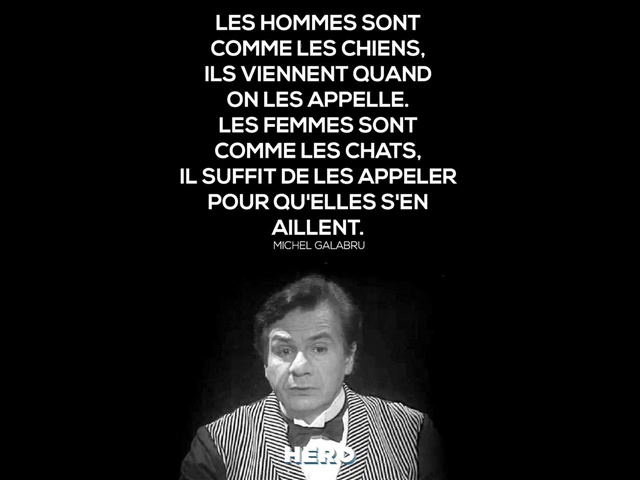 LES HOMMES SONT
COMME LES CHIENS,
ILS VIENNENT QUAND
ON LES APPELLE.
LES FEMMES SONT
COMME LES CHATS,
IL SUFFIT DE LES APPELER
POUR QU'ELLES S'EN
AILLENT.
MICHEL GALABRU
HERO